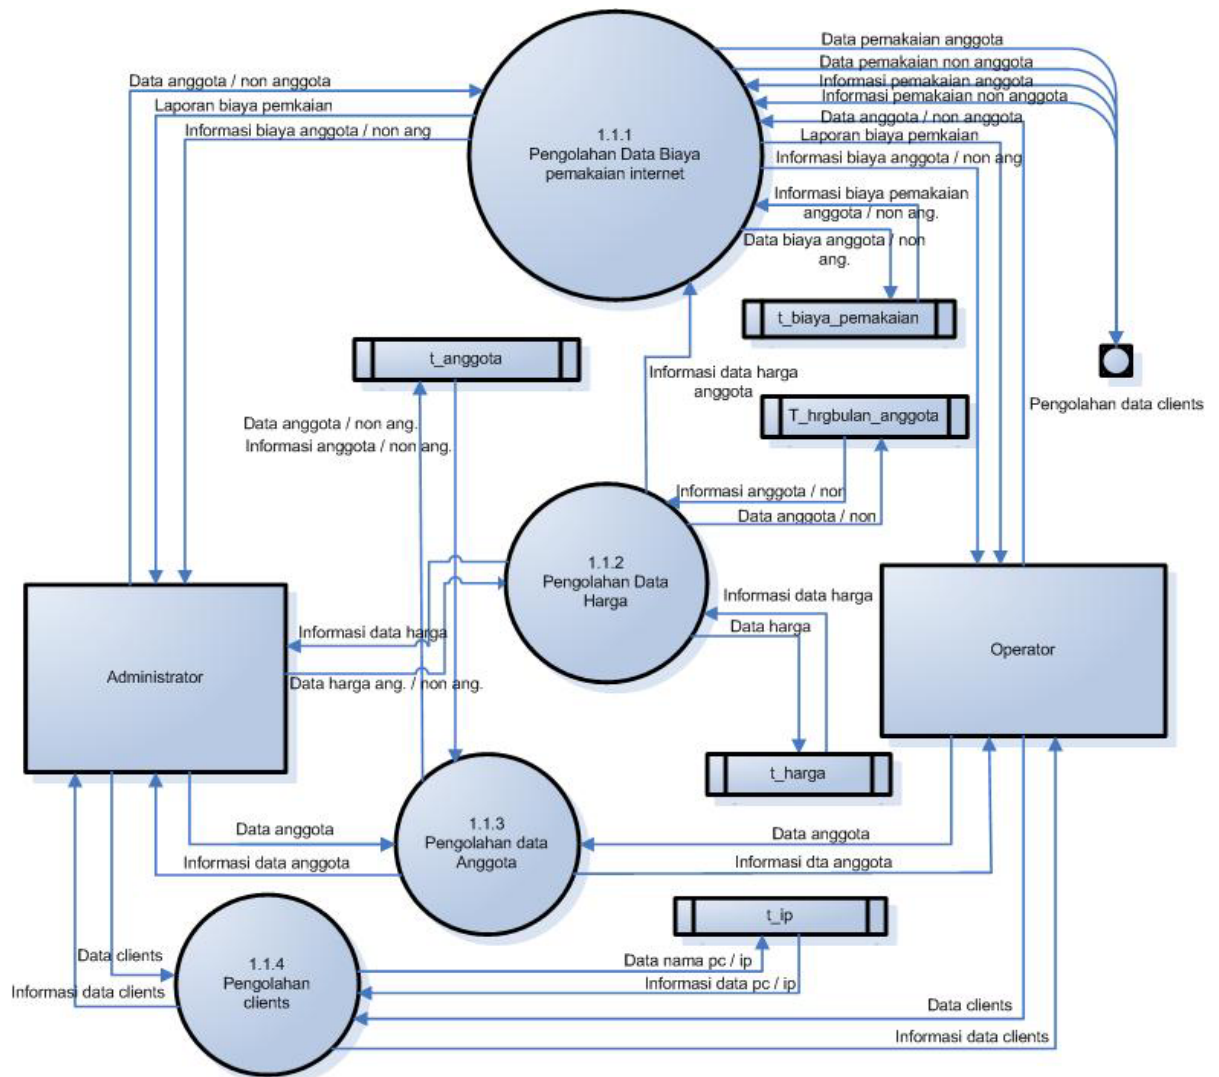 Data pemakaian anggota
Data pemakaian non anggota
Informasi pemakaian anggota
Informasi pemakaian non anggota
Data anggota / non anggota
Laporan biaya pemkaian
Informasi biaya anggota / non ang
Data anggota / non anggota
Laporan biaya pemkaian
Informasi biaya anggota / non ang
1.1.1
Pengolahan Data Biaya
pemakaian internet
Informasi biaya pemakaian
anggota / non ang.
Data biaya anggota / non
ang.
t_biaya_pemakaian
t_anggota
Informasi data harga
anggota
Pengolahan data clients
T_hrgbulan_anggota
Data anggota / non ang.
Informasi anggota / non ang.
Informasi anggota / non
Data anggota / non
1.1.2
Pengolahan Data
Harga
Informasi data harga
Data harga
Informasi data harga
Data harga ang. / non ang.
Administrator
Operator
t_harga
1.1.3
Pengolahan data
Anggota
Data anggota
Informasi data anggota
Data anggota
Informasi dta anggota
t_ip
1.1.4
Pengolahan
clients
Data clients
Informasi data clients
Data nama pc / ip
Informasi data pc / ip
Data clients
Informasi data clients